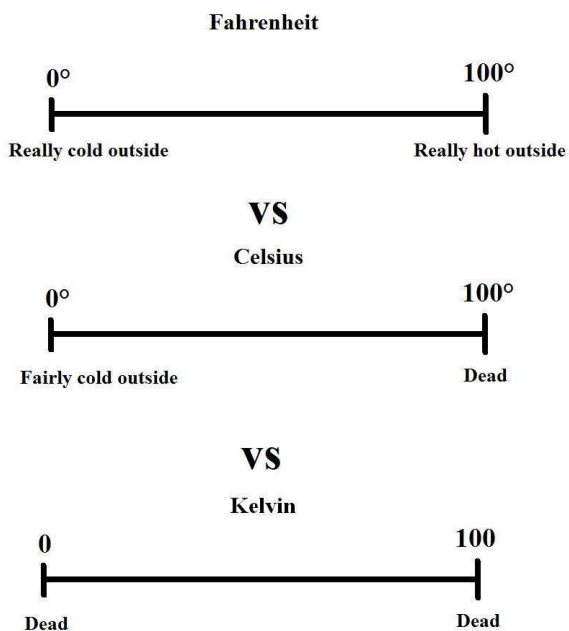 Fahrenheit
0° 100°
Really cold outside Really hot outside
vs
Celsius
0° 100°
Fairly cold outside Dead
vs
Kelvin
0 100
Dead Dead